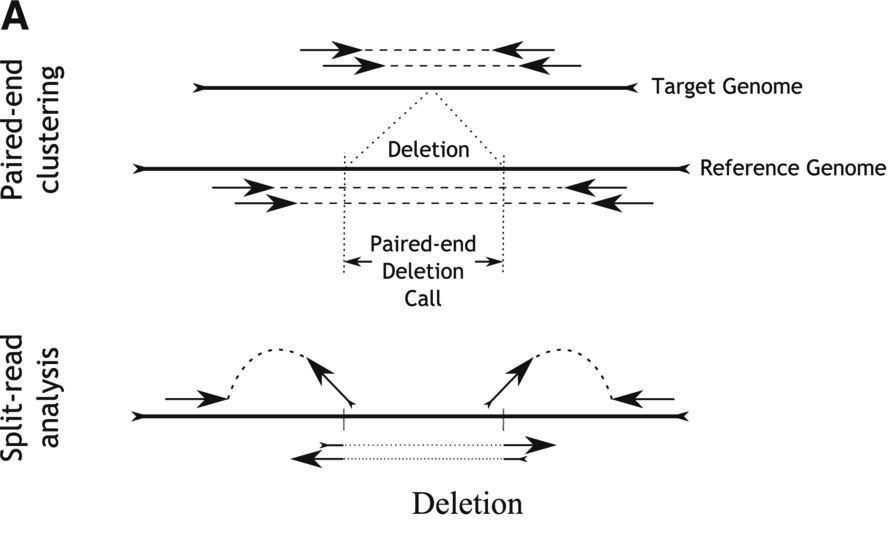 A
Paired-end
clustering
Target Genome
Deletion
Reference Genome
Paired-end
Deletion
Call
Split-read
analysis
Deletion